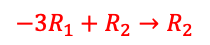 −3R₁ + R₂ → R₂